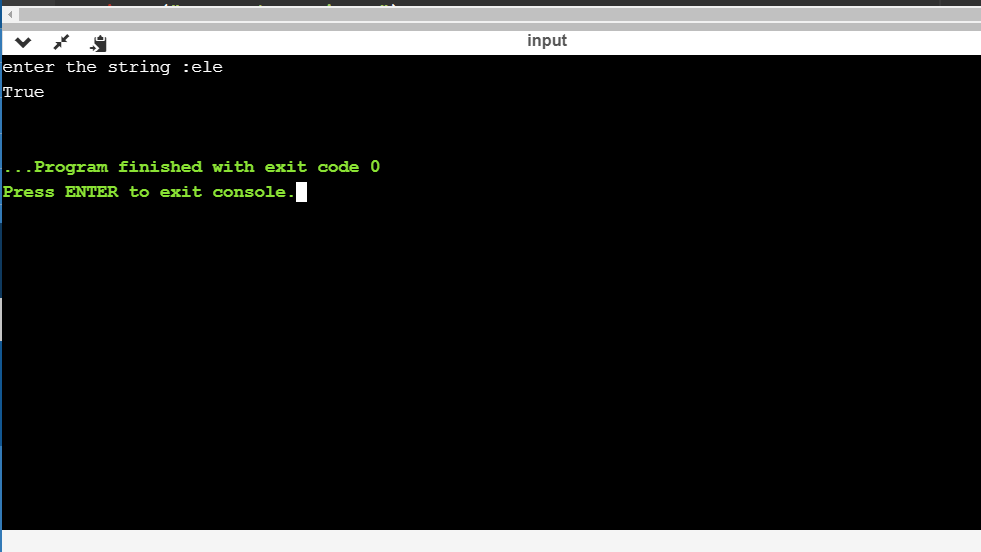 input
enter the string :ele
True
...Program finished with exit code 0
Press ENTER to exit console.